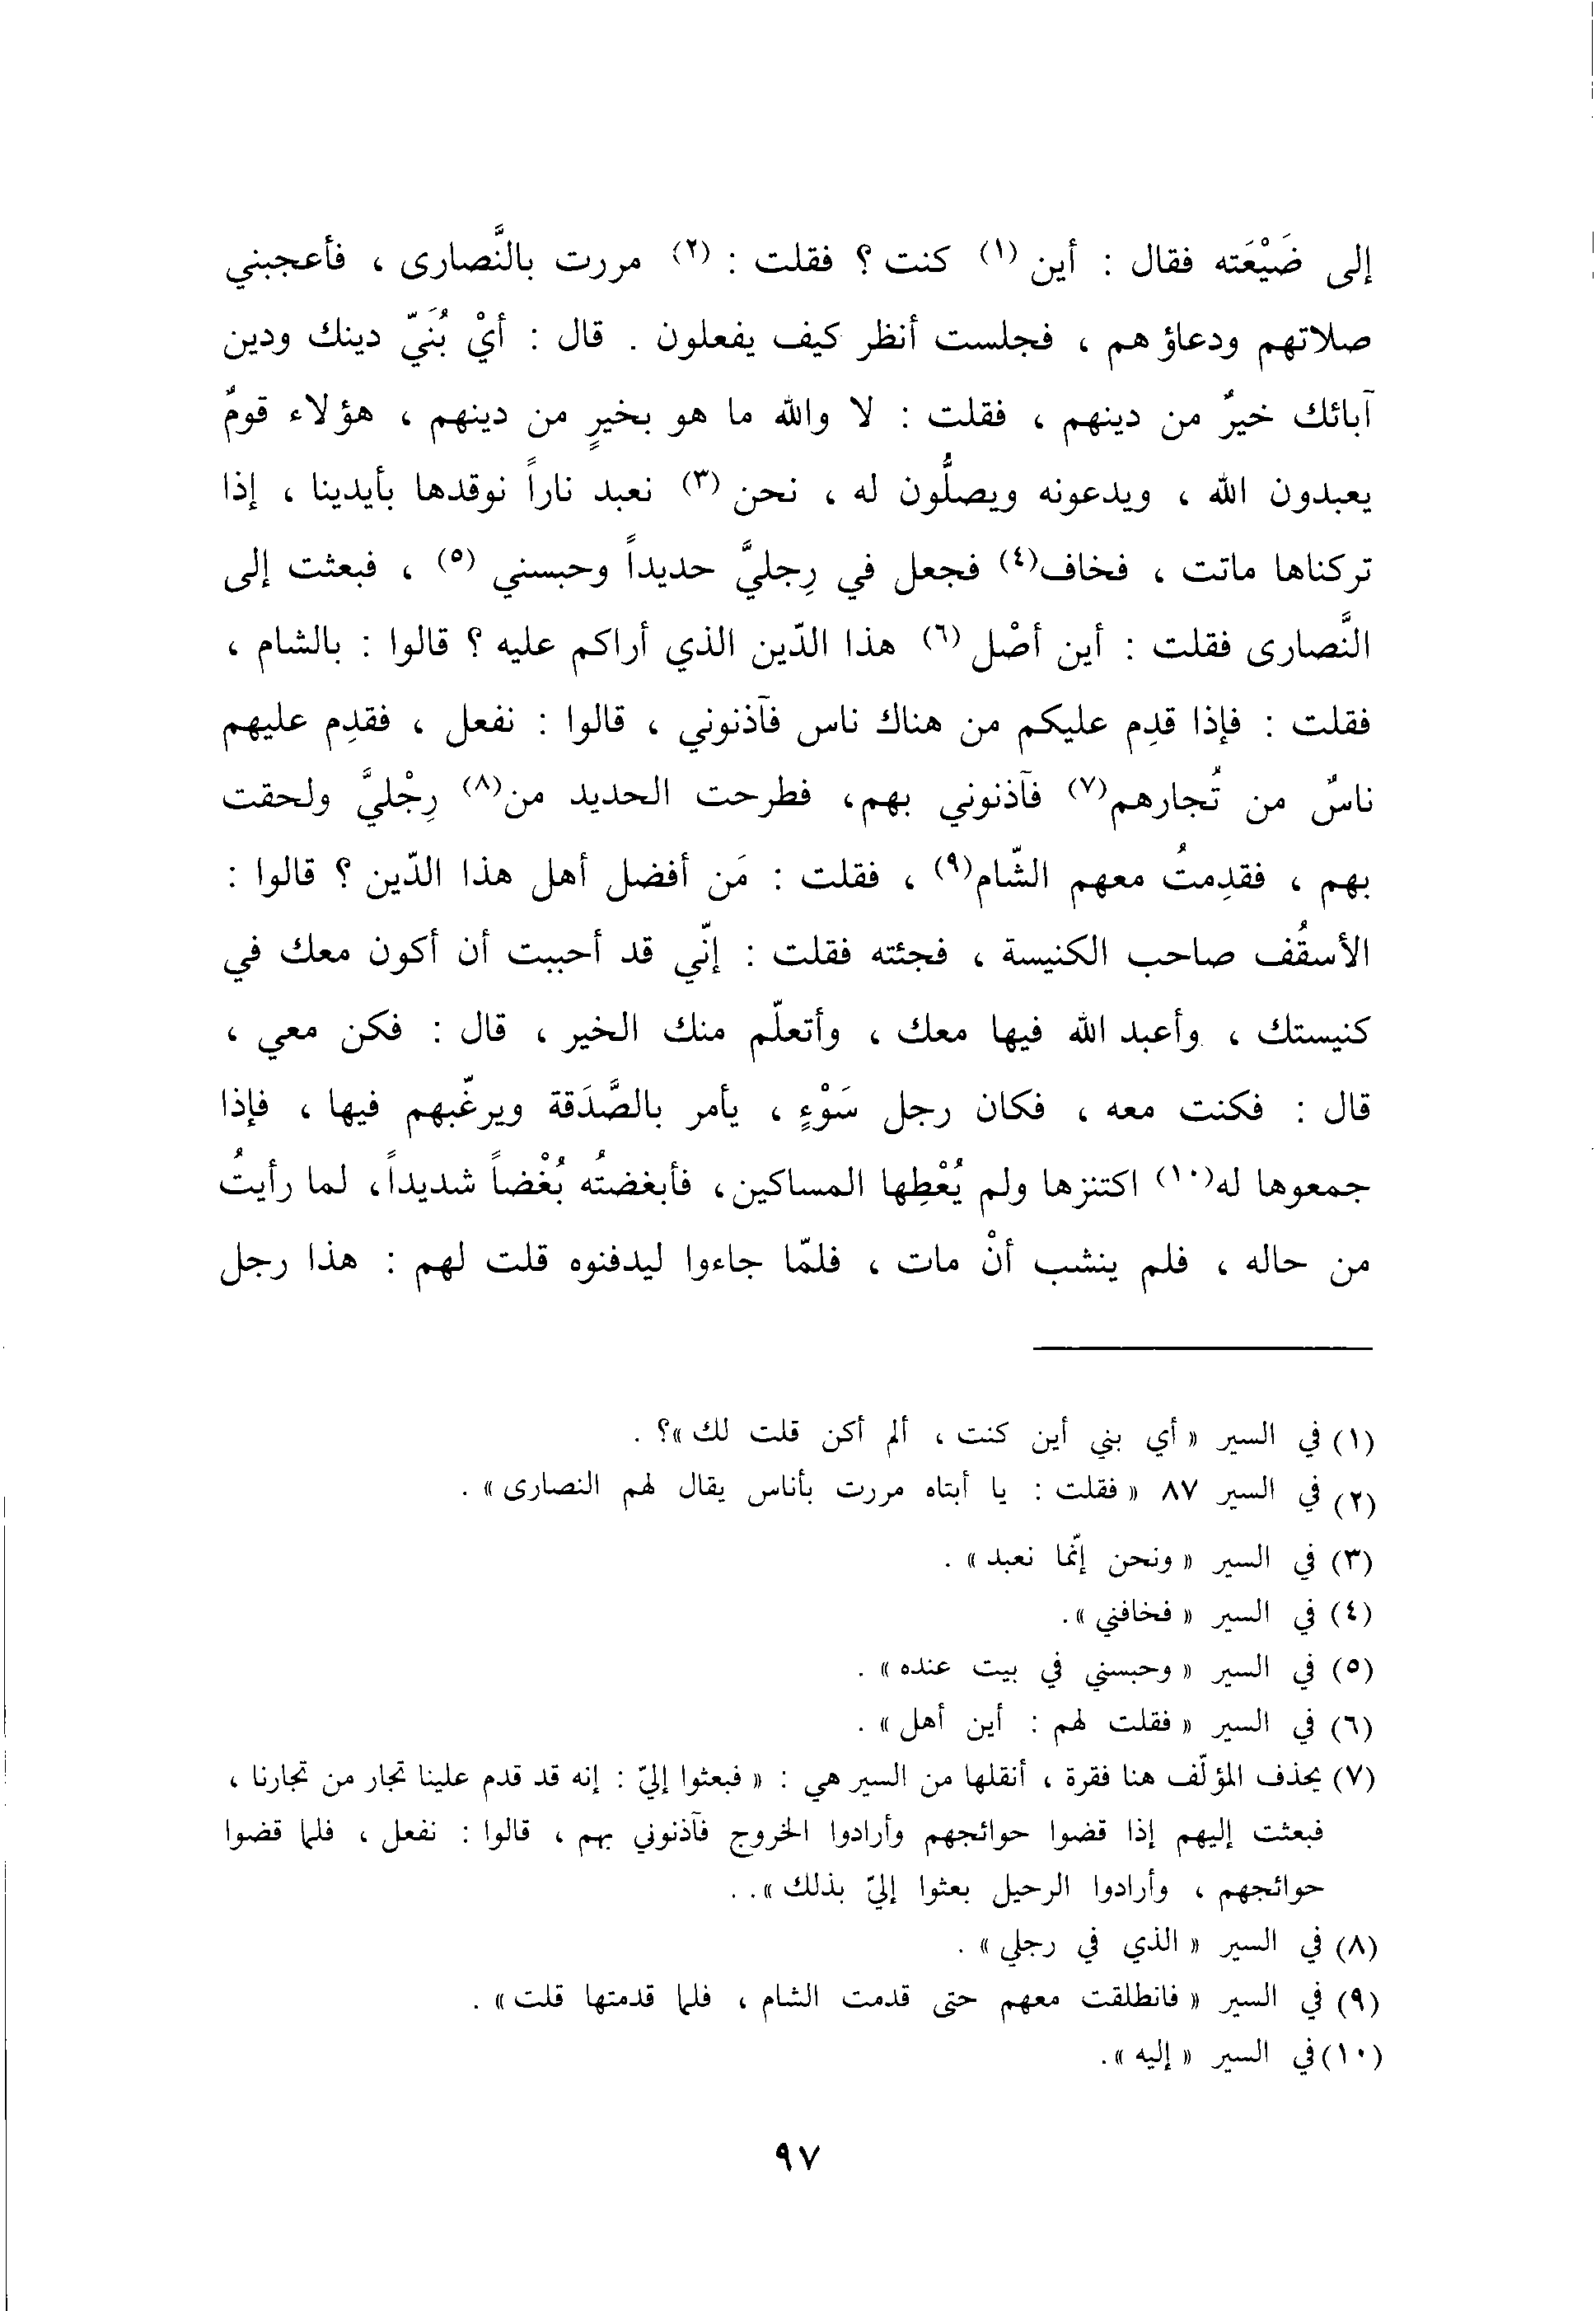 إلى ضَيْعَته فقال : أين (١) كنت ؟ فقلت : (٢) مررت بالنَّصارى ، فأعجبني
صلاتهم ودعاؤهم ، فجلست أنظر كيف يفعلون . قال : أيْ بُنَيّ دينك ودين
آبائك خيرٌ من دينهم ، فقلت : لا والله ما هو بخيرٍ من دينهم ، هؤلاء قومٌ
يعبدون الله ، ويدعونه ويصلُّون له ، نحن (٣) نعبد ناراً نوقدها بأيدينا ، إذا
تركناها ماتت ، فخاف(٤) فجعل في رِجليَّ حديداً وحبسني (٥) ، فبعثت إلى
النَّصارى فقلت : أين أصْل (٦) هذا الدّين الذي أراكم عليه ؟ قالوا : بالشام ،
فقلت : فإذا قدِم عليكم من هناك ناس فآذنوني ، قالوا : نفعل ، فقدِم عليهم
ناسٌ من تُجارهم(٧) فآذنوني بهم، فطرحت الحديد من(٨) رِجْليَّ ولحقت
بهم ، فقدِمتُ معهم الشّام(٩) ، فقلت : مَن أفضل أهل هذا الدّين ؟ قالوا :
الأسقُف صاحب الكنيسة ، فجئته فقلت : إنّي قد أحببت أن أكون معك في
كنيستك ، وأعبد الله فيها معك ، وأتعلّم منك الخير ، قال : فكن معي ،
قال : فكنت معه ، فكان رجل سَوْءٍ ، يأمر بالصَّدَقة ويرغّبهم فيها ، فإذا
جمعوها له(١٠) اكتنزها ولم يُعْطِها المساكين، فأبغضتُه بُغْضاً شديداً، لما رأيتُ
من حاله ، فلم ينشب أنْ مات ، فلمّا جاءوا ليدفنوه قلت لهم : هذا رجل
(١) في السير « أي بني أين كنت ، ألم أكن قلت لك »؟ .
(٢) في السير ٨٧ « فقلت : يا أبتاه مررت بأناس يقال لهم النصارى » .
(٣) في السير « ونحن إنّما نعبد » .
(٤) في السير « فخافني ».
(٥) في السير « وحبسني في بيت عنده » .
(٦) في السير « فقلت لهم : أين أهل » .
(٧) يحذف المؤلّف هنا فقرة ، أنقلها من السير هي : « فبعثوا إليّ : إنه قد قدم علينا تجار من تجارنا ،
فبعثت إليهم إذا قضوا حوائجهم وأرادوا الخروج فآذنوني بهم ، قالوا : نفعل ، فلما قضوا
حوائجهم ، وأرادوا الرحيل بعثوا إليّ بذلك ». .
(٨) في السير « الذي في رجلي » .
(٩) في السير « فانطلقت معهم حتى قدمت الشام ، فلما قدمتها قلت » .
(١٠) في السير « إليه ».
٩٧